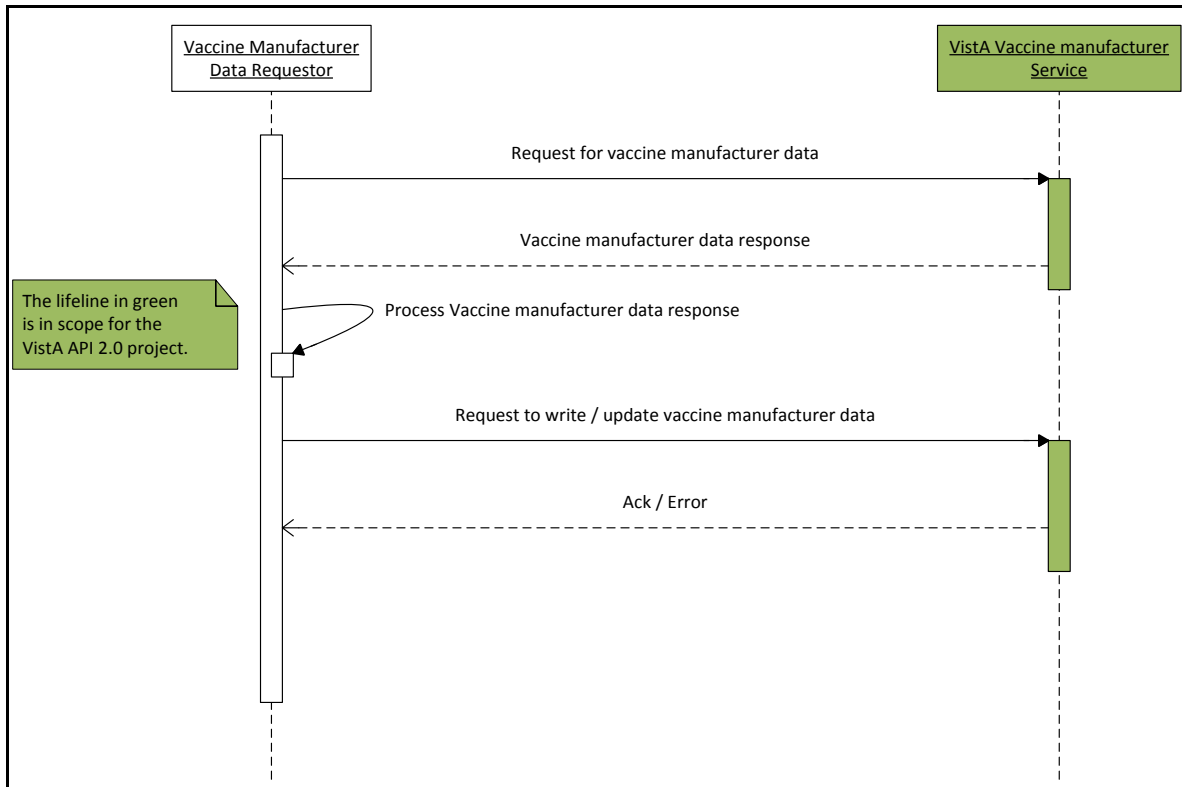 Vaccine Manufacturer
Data Requestor
VistA Vaccine manufacturer
Service
Request for vaccine manufacturer data
Vaccine manufacturer data response
The lifeline in green
is in scope for the
VistA API 2.0 project.
Process Vaccine manufacturer data response
Request to write / update vaccine manufacturer data
Ack / Error